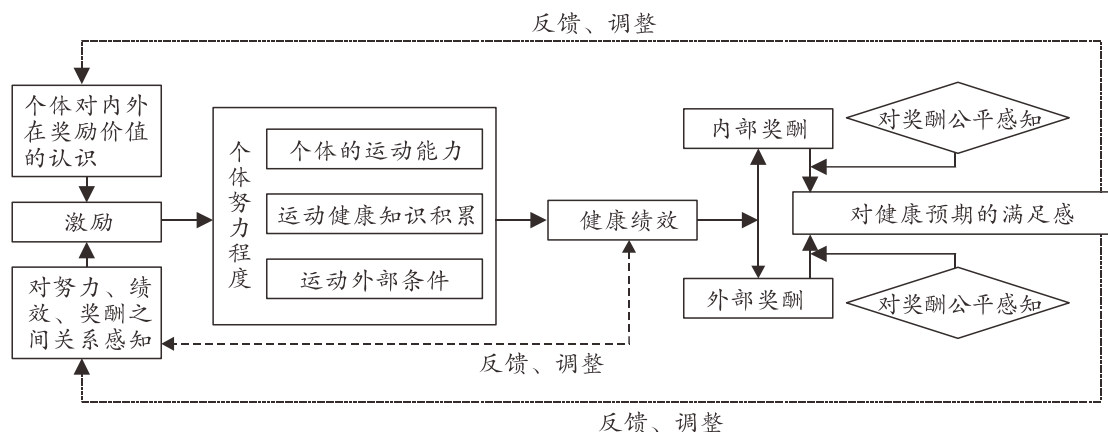 反馈、调整
个体对内外
在奖励价值
的认识
激励
对努力、绩
效、奖酬之
间关系感知
个体努力程度
个体的运动能力
运动健康知识积累
运动外部条件
健康绩效
内部奖酬
外部奖酬
对奖酬公平感知
对健康预期的满足感
对奖酬公平感知
反馈、调整
反馈、调整